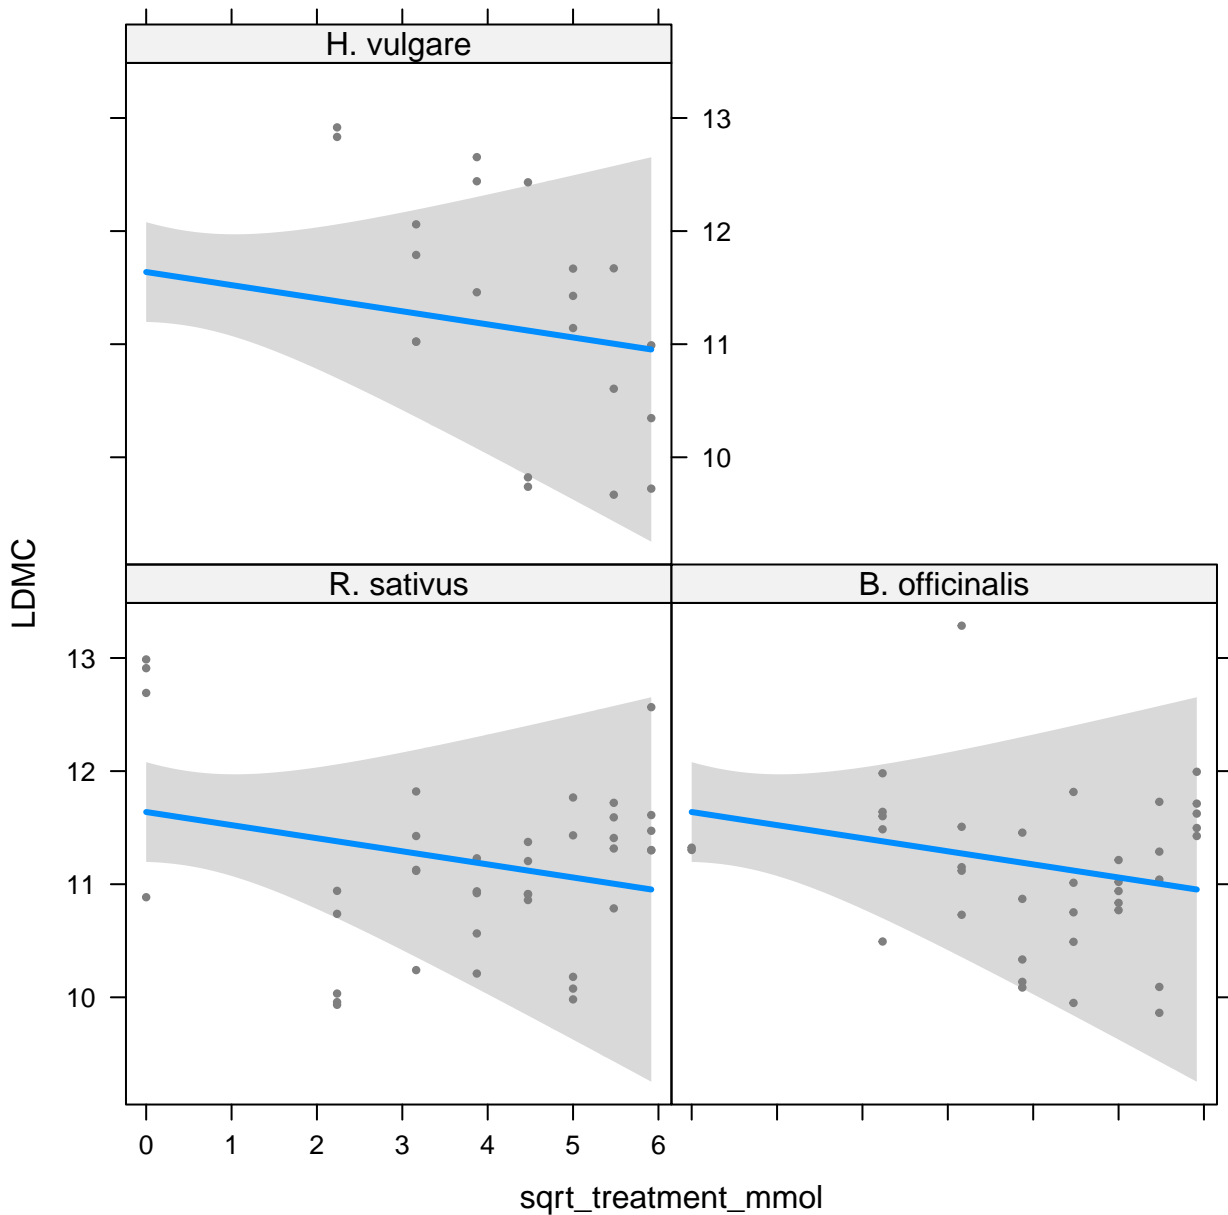 H. vulgare
13
12
11
10
LDMC
R. sativus
B. officinalis
13
12
11
10
0 1 2 3 4 5 6
sqrt_treatment_mmol